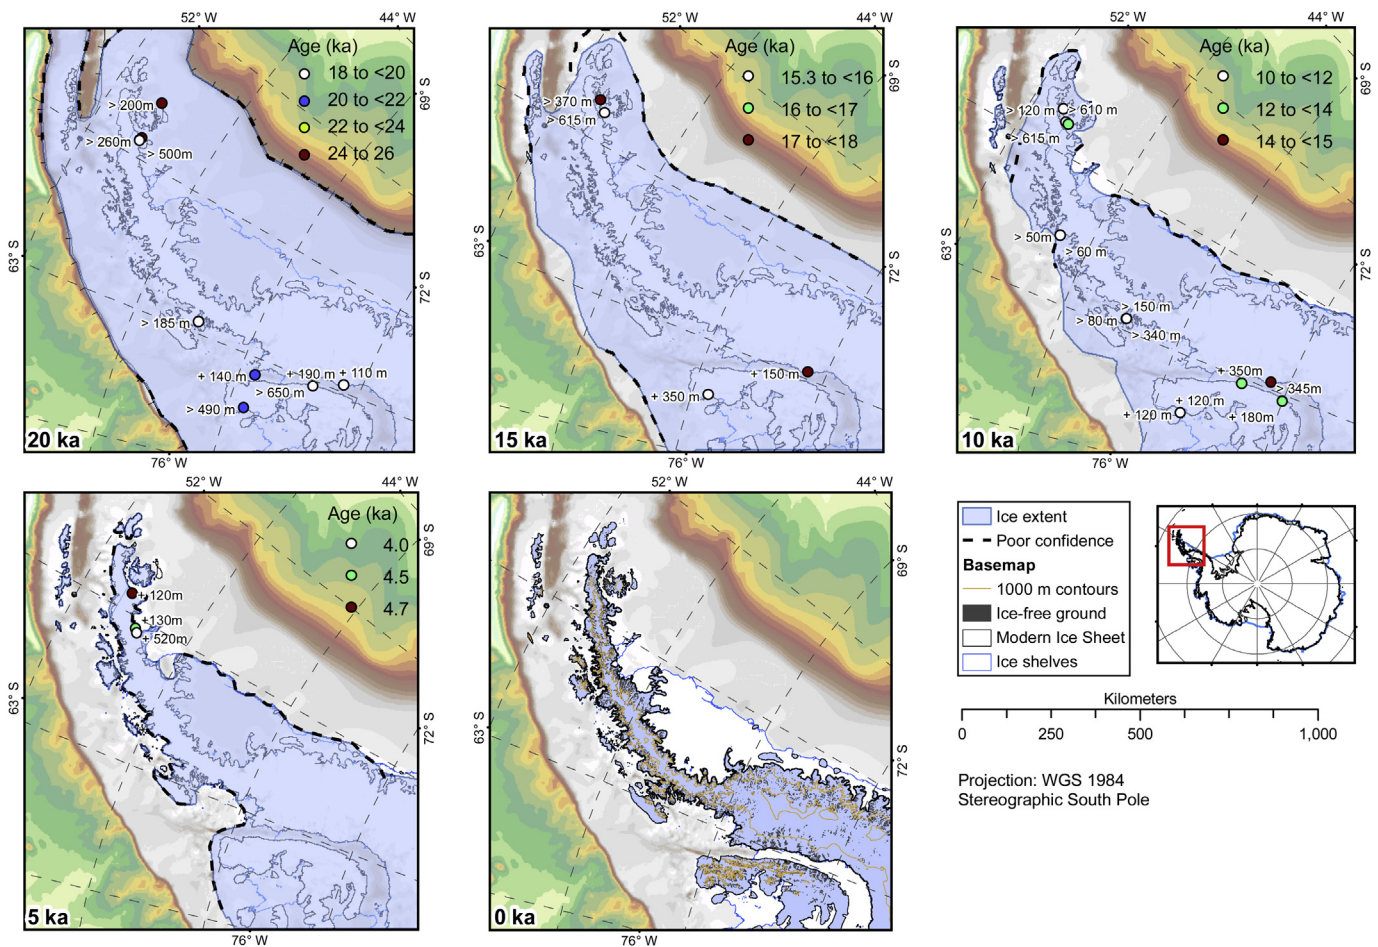 52° W
44° W
Age (ka)
18 to <20
20 to <22
22 to <24
24 to 26
> 200m
> 260m
> 500m
> 185 m
+ 140 m
+ 190 m
+ 110 m
> 650 m
> 490 m
69° S
72° S
63° S
20 ka
76° W
52° W
44° W
Age (ka)
15.3 to <16
16 to <17
17 to <18
> 370 m
> 615 m
+ 150 m
+ 350 m
69° S
72° S
63° S
15 ka
76° W
52° W
44° W
Age (ka)
10 to <12
12 to <14
14 to <15
> 120 m
> 610 m
> 615 m
> 50m
> 60 m
> 150 m
> 80 m
> 340 m
+ 350m
> 345m
+ 120 m
+ 120 m
+ 180m
69° S
72° S
63° S
10 ka
76° W
52° W
44° W
Age (ka)
4.0
4.5
4.7
+ 120m
+130m
+ 520m
69° S
72° S
63° S
5 ka
76° W
52° W
44° W
69° S
72° S
63° S
0 ka
76° W
Ice extent
Poor confidence
Basemap
1000 m contours
Ice-free ground
Modern Ice Sheet
Ice shelves
Kilometers
0 250 500 1,000
Projection: WGS 1984
Stereographic South Pole